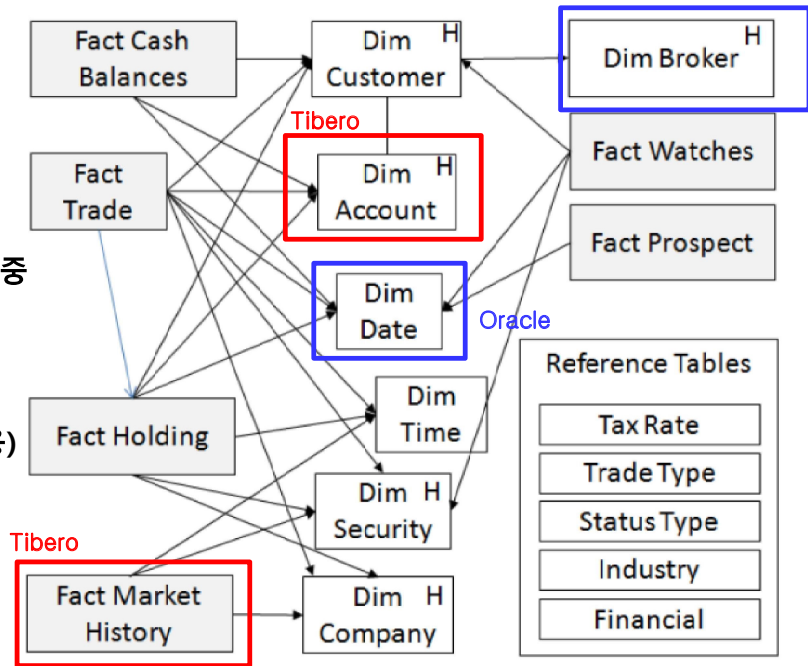 Fact Cash
Balances
Dim H
Customer
Dim Broker H
Tibero
Fact
Trade
Dim H
Account
Fact Watches
Fact Prospect
중
Dim
Date
Oracle
Reference Tables
Dim
Time
Tax Rate
Fact Holding
)
Trade Type
Dim H
Security
Status Type
Tibero
Industry
Fact Market
History
Dim H
Company
Financial